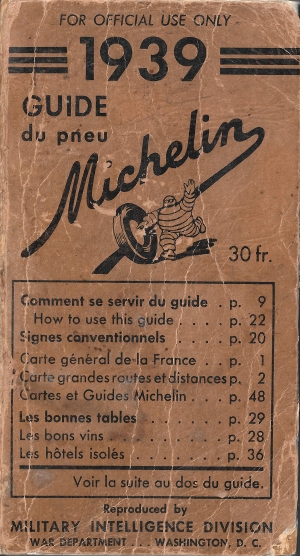 FOR OFFICIAL USE ONLY
1939
GUIDE
du pneu
Michelin
30 fr.
Comment se servir du guide . p. 9
How to use this guide . . . . p. 22
Signes conventionnels . . . . p. 20
Carte général de la France . p. 1
Carte grandes routes et distances p. 2
Cartes et Guides Michelin . . p. 48
Les bonnes tables . . . . . p. 29
Les bons vins . . . . . . . p. 28
Les hôtels isolés . . . . . p. 36
Voir la suite au dos du guide.
Reproduced by
MILITARY INTELLIGENCE DIVISION
WAR DEPARTMENT . . . WASHINGTON, D. C.